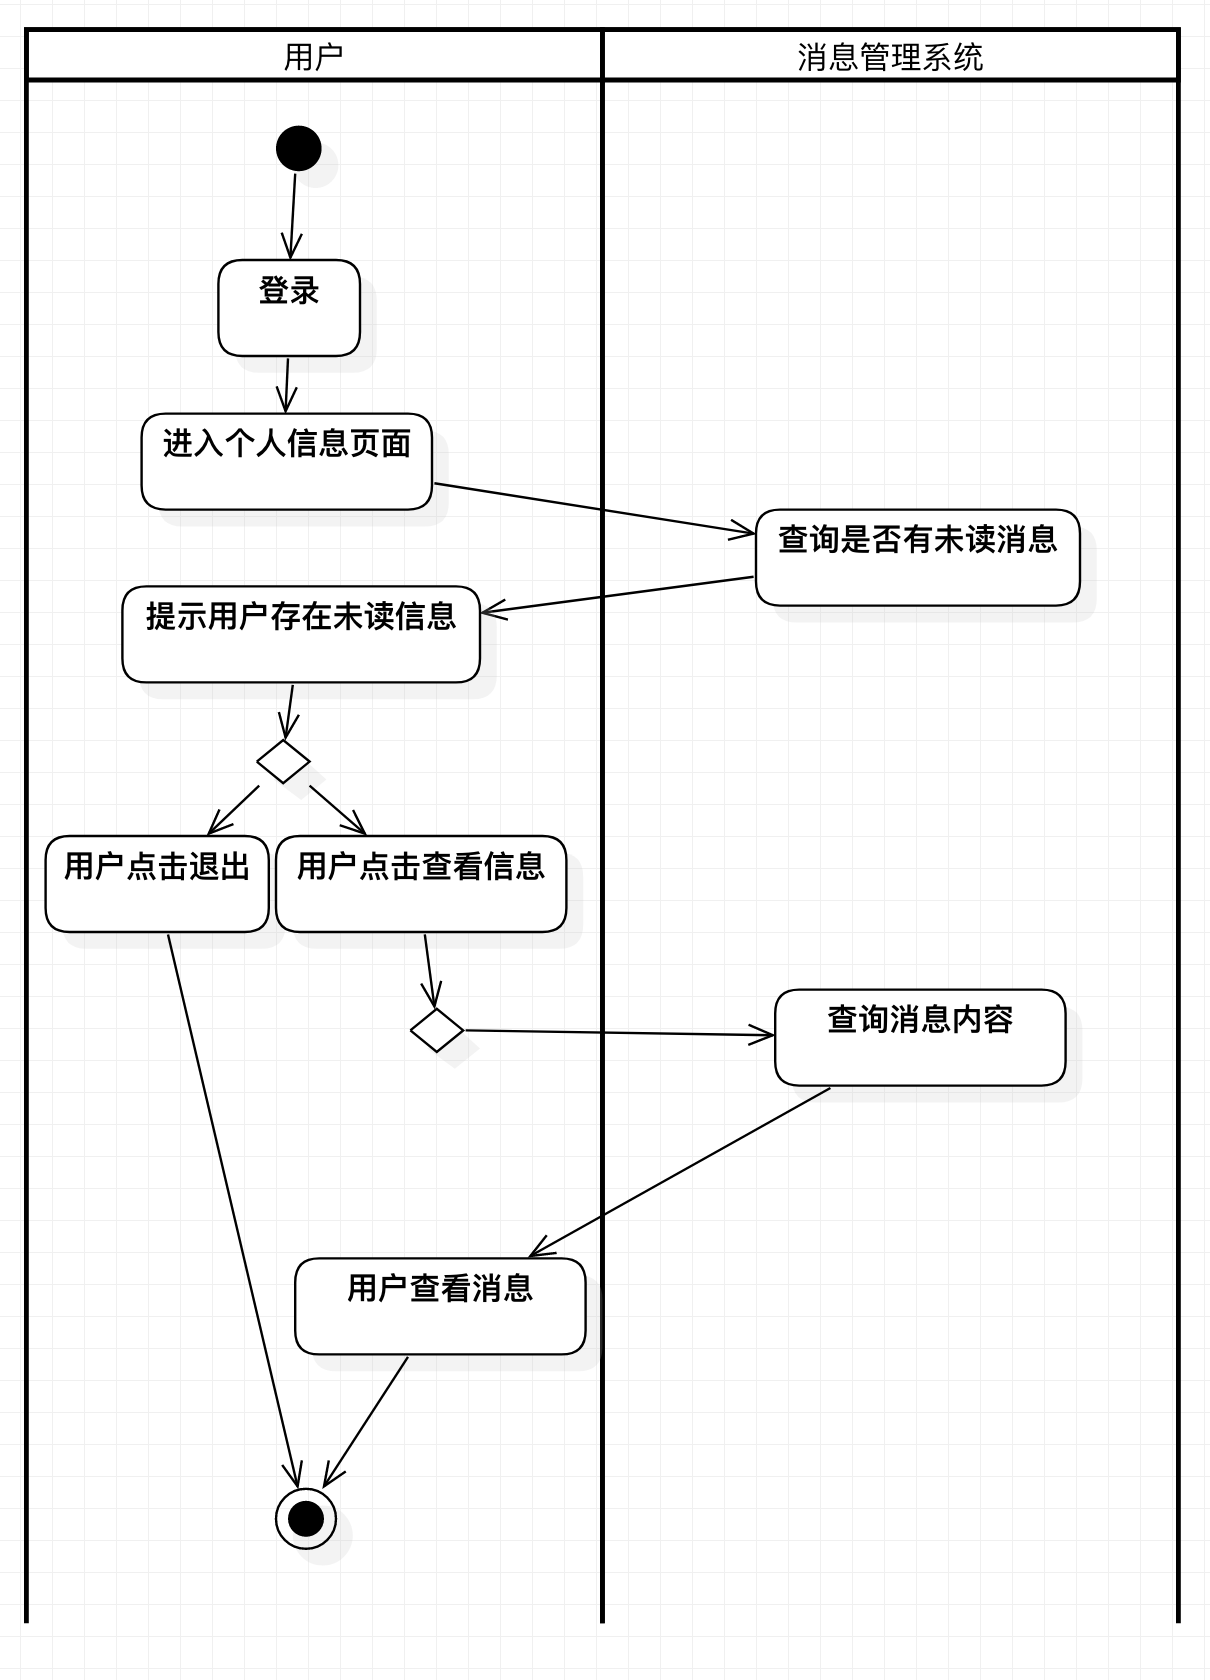 用户
消息管理系统
登录
进入个人信息页面
查询是否有未读消息
提示用户存在未读信息
用户点击退出
用户点击查看信息
查询消息内容
用户查看消息